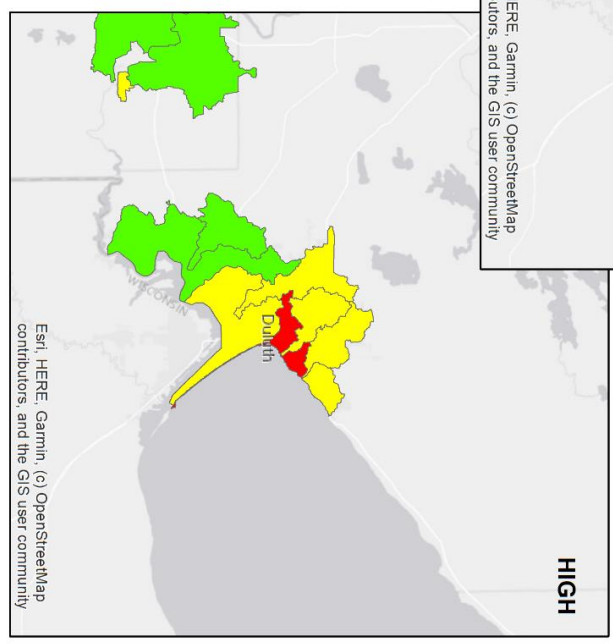 HERE, Garmin, (c) OpenStreetMap
utors, and the GIS user community
HIGH
WISCONSIN
Duluth
Esri, HERE, Garmin, (c) OpenStreetMap
contributors, and the GIS user community